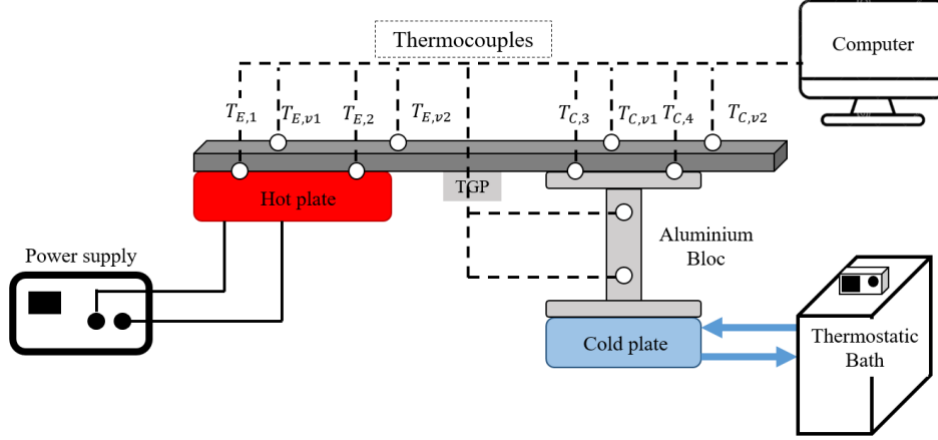 Thermocouples
Computer
T_{E,1} T_{E,v1} T_{E,2} T_{E,v2} T_{C,3} T_{C,v1} T_{C,4} T_{C,v2}
TGP
Hot plate
Aluminium
Bloc
Power supply
Cold plate
Thermostatic
Bath